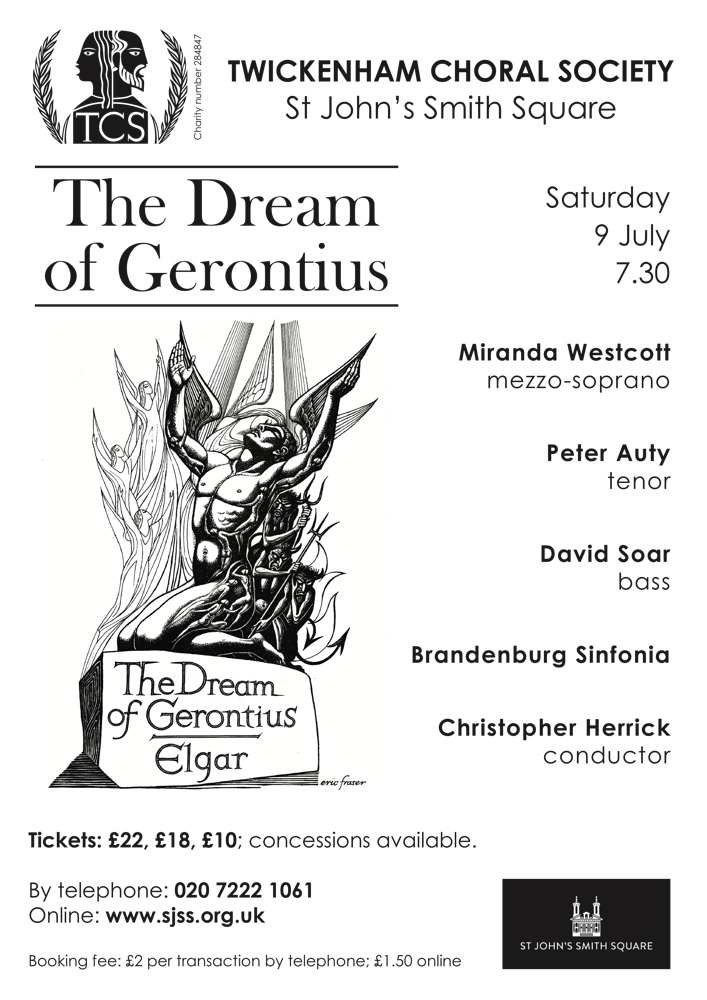 TCS
Charity number 284847
TWICKENHAM CHORAL SOCIETY
St John's Smith Square
The Dream
of Gerontius
Saturday
9 July
7.30
Miranda Westcott
mezzo-soprano
Peter Auty
tenor
David Soar
bass
Brandenburg Sinfonia
Christopher Herrick
conductor
The Dream
of Gerontius
Elgar
eric fraser
Tickets: £22, £18, £10; concessions available.
By telephone: 020 7222 1061
Online: www.sjss.org.uk
Booking fee: £2 per transaction by telephone; £1.50 online
ST JOHN'S SMITH SQUARE